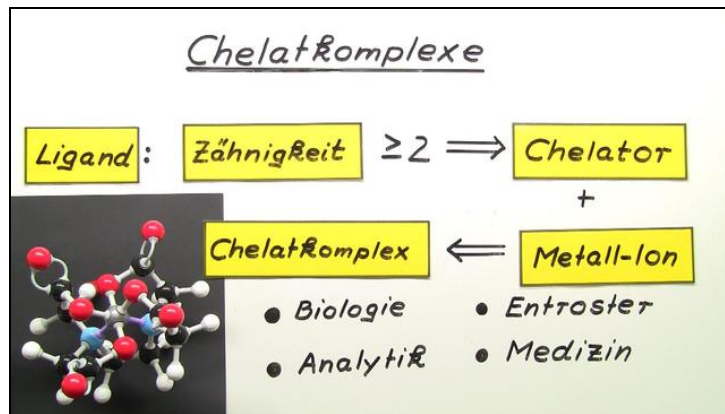 Chelatkomplexe
Ligand: Zähnigkeit ≥2 ⟹ Chelator
+
Chelatkomplex ⟸ Metall-Ion
• Biologie • Entroster
• Analytik • Medizin